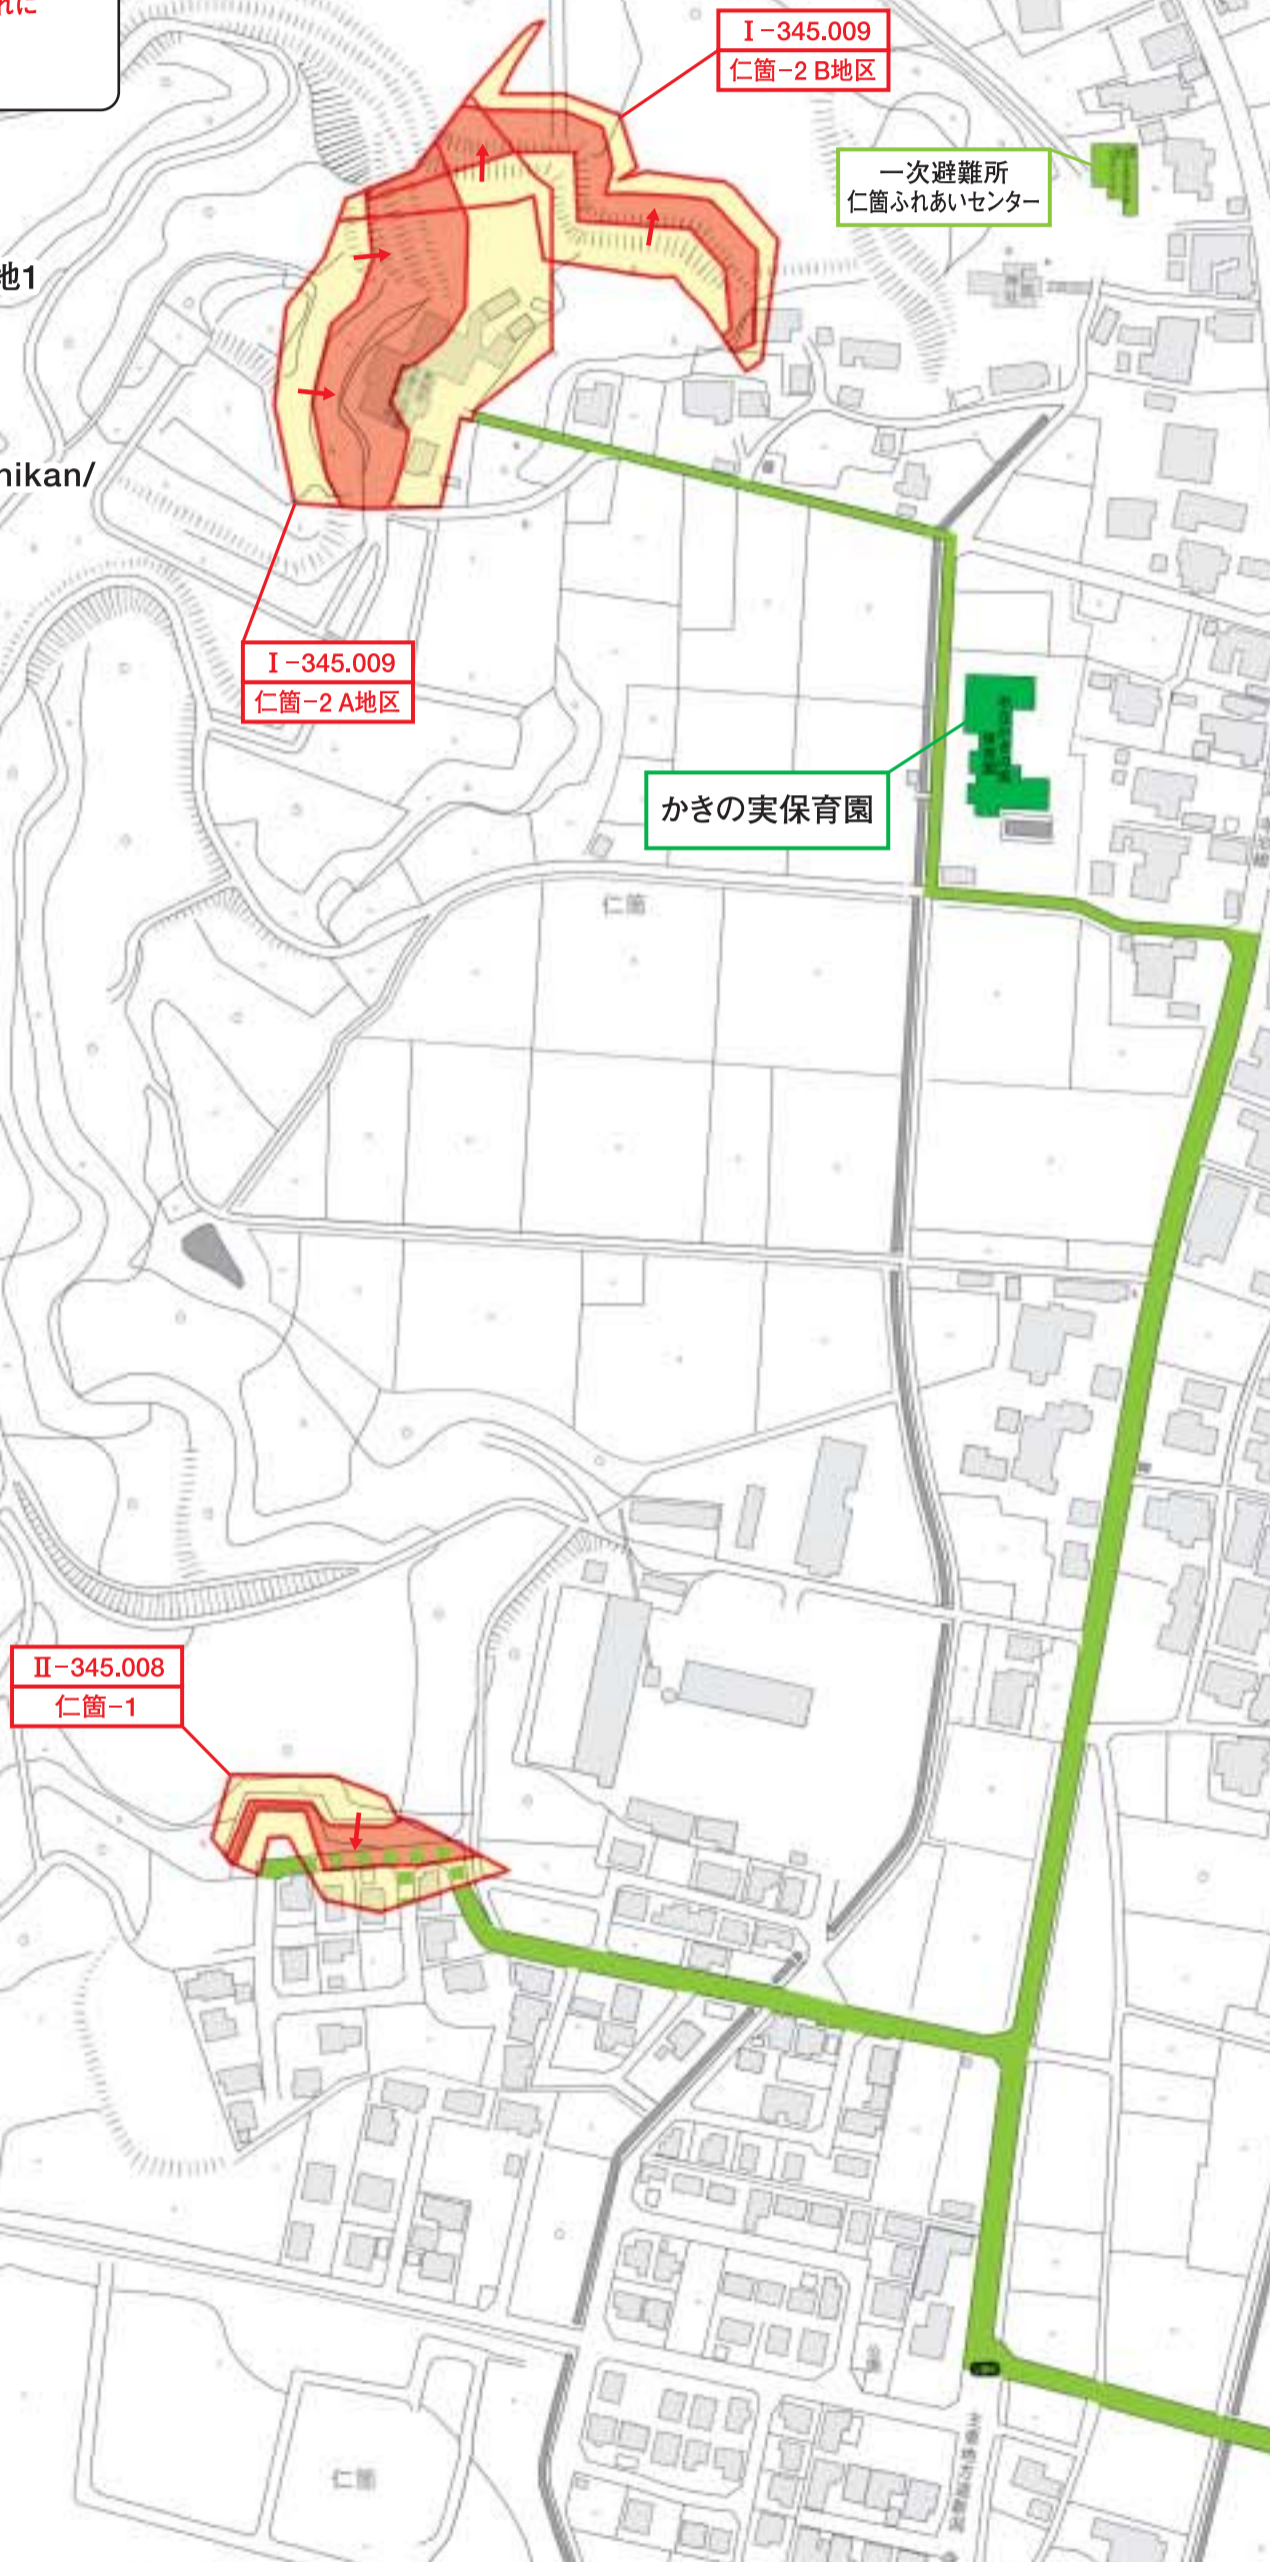 れに
Ⅰ-345.009
仁箇-2 B地区
一次避難所
仁箇ふれあいセンター
地1
nikan/
Ⅰ-345.009
仁箇-2 A地区
かきの実保育園
仁箇
Ⅱ-345.008
仁箇-1
仁箇